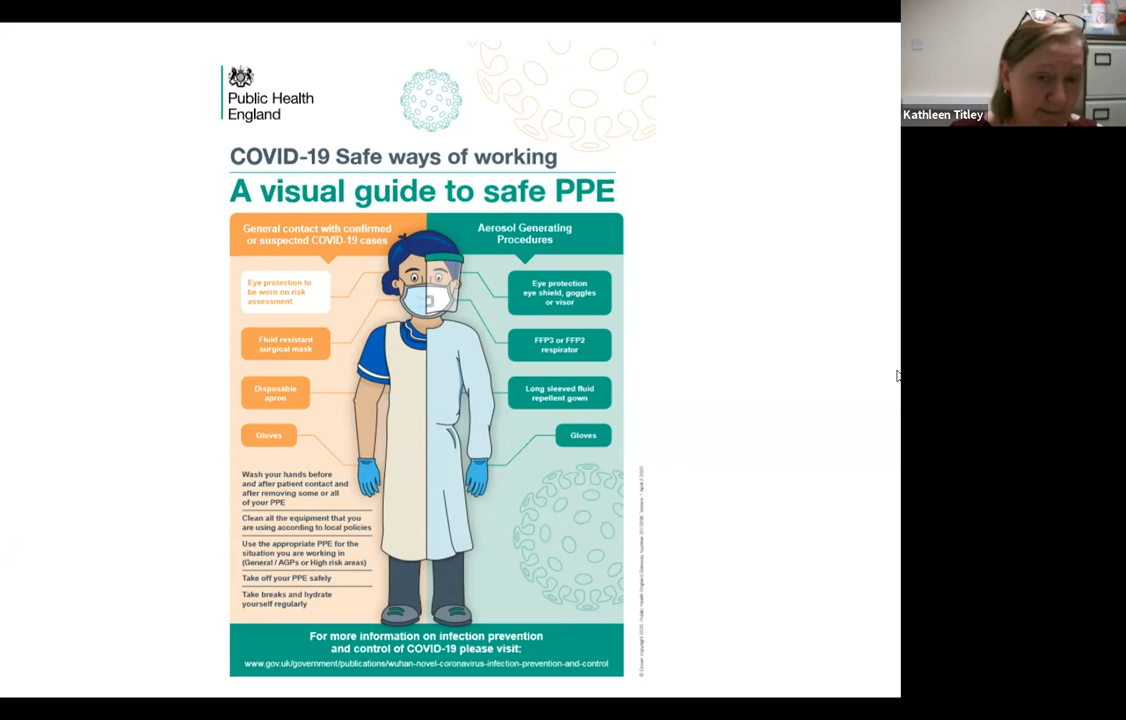 Public Health
England
COVID-19 Safe ways of working
A visual guide to safe PPE
General contact with confirmed
or suspected COVID-19 cases
Aerosol Generating
Procedures
Eye protection to
be worn on risk
assessment
Fluid resistant
surgical mask
Disposable
apron
Gloves
Eye protection
eye shield, goggles
or visor
FFP3 or FFP2
respirator
Long sleeved fluid
repellent gown
Gloves
Wash your hands before
and after patient contact and
after removing some or all
of your PPE
Clean all the equipment that you
are using according to local policies
Use the appropriate PPE for the
situation you are working in
(General / AGPs or High risk areas)
Take off your PPE safely
Take breaks and hydrate
yourself regularly
For more information on infection prevention
and control of COVID-19 please visit:
www.gov.uk/government/publications/wuhan-novel-coronavirus-infection-prevention-and-control
Kathleen Titley